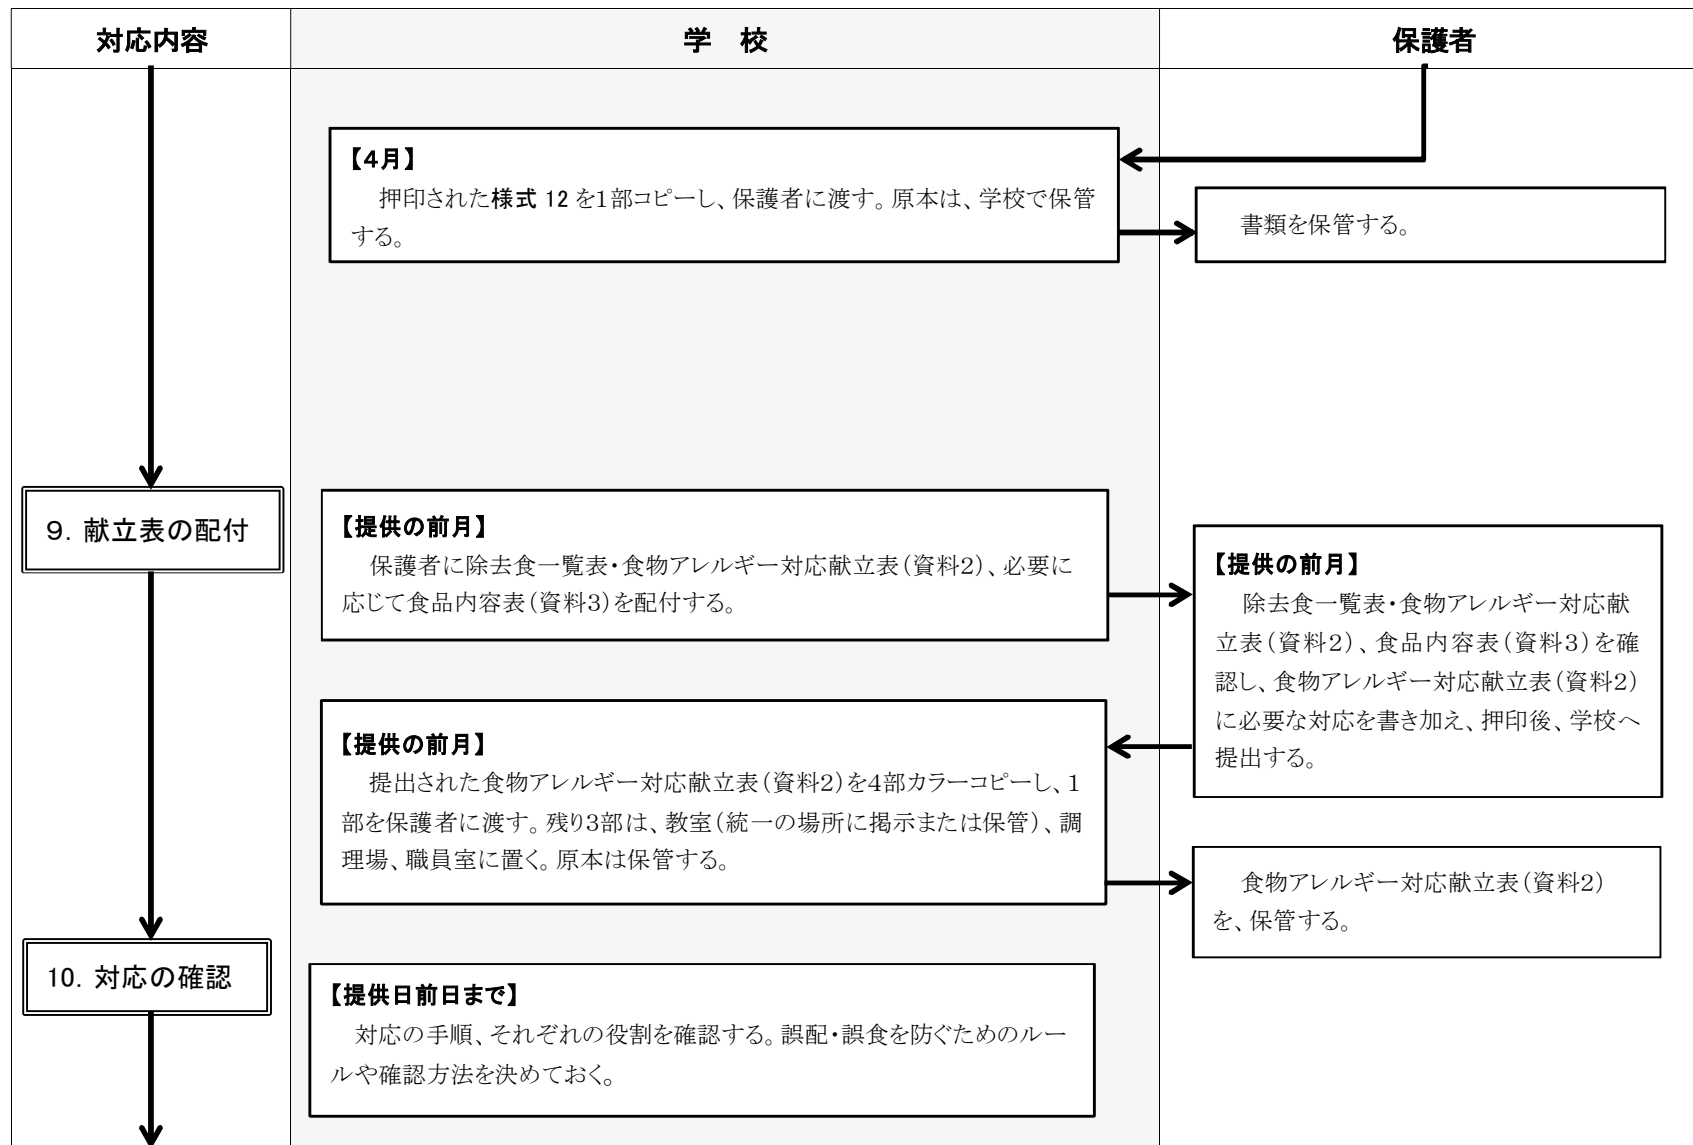 対応内容
学　校
保護者
【4月】
押印された様式 12 を1部コピーし、保護者に渡す。原本は、学校で保管
する。
書類を保管する。
9．献立表の配付
【提供の前月】
保護者に除去食一覧表・食物アレルギー対応献立表（資料2）、必要に
応じて食品内容表（資料3）を配付する。
【提供の前月】
除去食一覧表・食物アレルギー対応献
立表（資料2）、食品内容表（資料3）を確
認し、食物アレルギー対応献立表（資料2）
に必要な対応を書き加え、押印後、学校へ
提出する。
【提供の前月】
提出された食物アレルギー対応献立表（資料2）を4部カラーコピーし、1
部を保護者に渡す。残り3部は、教室（統一の場所に掲示または保管）、調
理場、職員室に置く。原本は保管する。
食物アレルギー対応献立表（資料2）
を、保管する。
10．対応の確認
【提供日前日まで】
対応の手順、それぞれの役割を確認する。誤配・誤食を防ぐためのルー
ルや確認方法を決めておく。